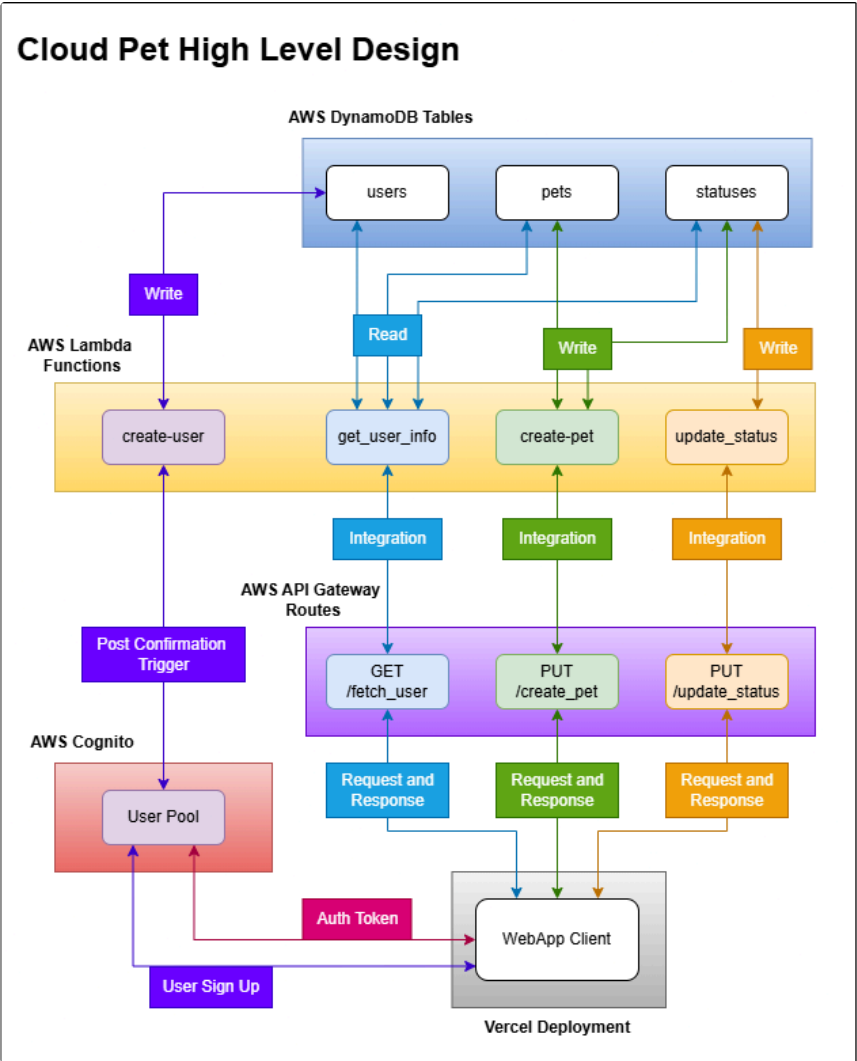 Cloud Pet High Level Design
AWS DynamoDB Tables
users
pets
statuses
Write
Read
Write
Write
AWS Lambda
Functions
create-user
get_user_info
create-pet
update_status
Integration
Integration
Integration
AWS API Gateway
Routes
Post Confirmation
Trigger
GET
/fetch_user
PUT
/create_pet
PUT
/update_status
AWS Cognito
User Pool
Request and
Response
Request and
Response
Request and
Response
Auth Token
WebApp Client
User Sign Up
Vercel Deployment